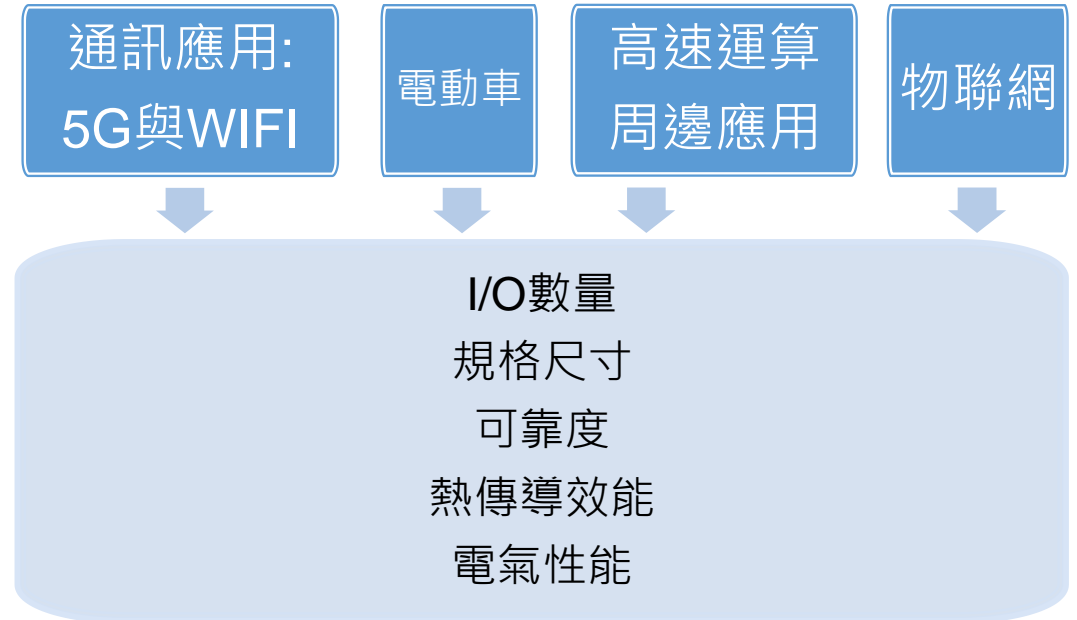 通訊應用:
5G與WIFI
電動車
高速運算
周邊應用
物聯網
I/O數量
規格尺寸
可靠度
熱傳導效能
電氣性能